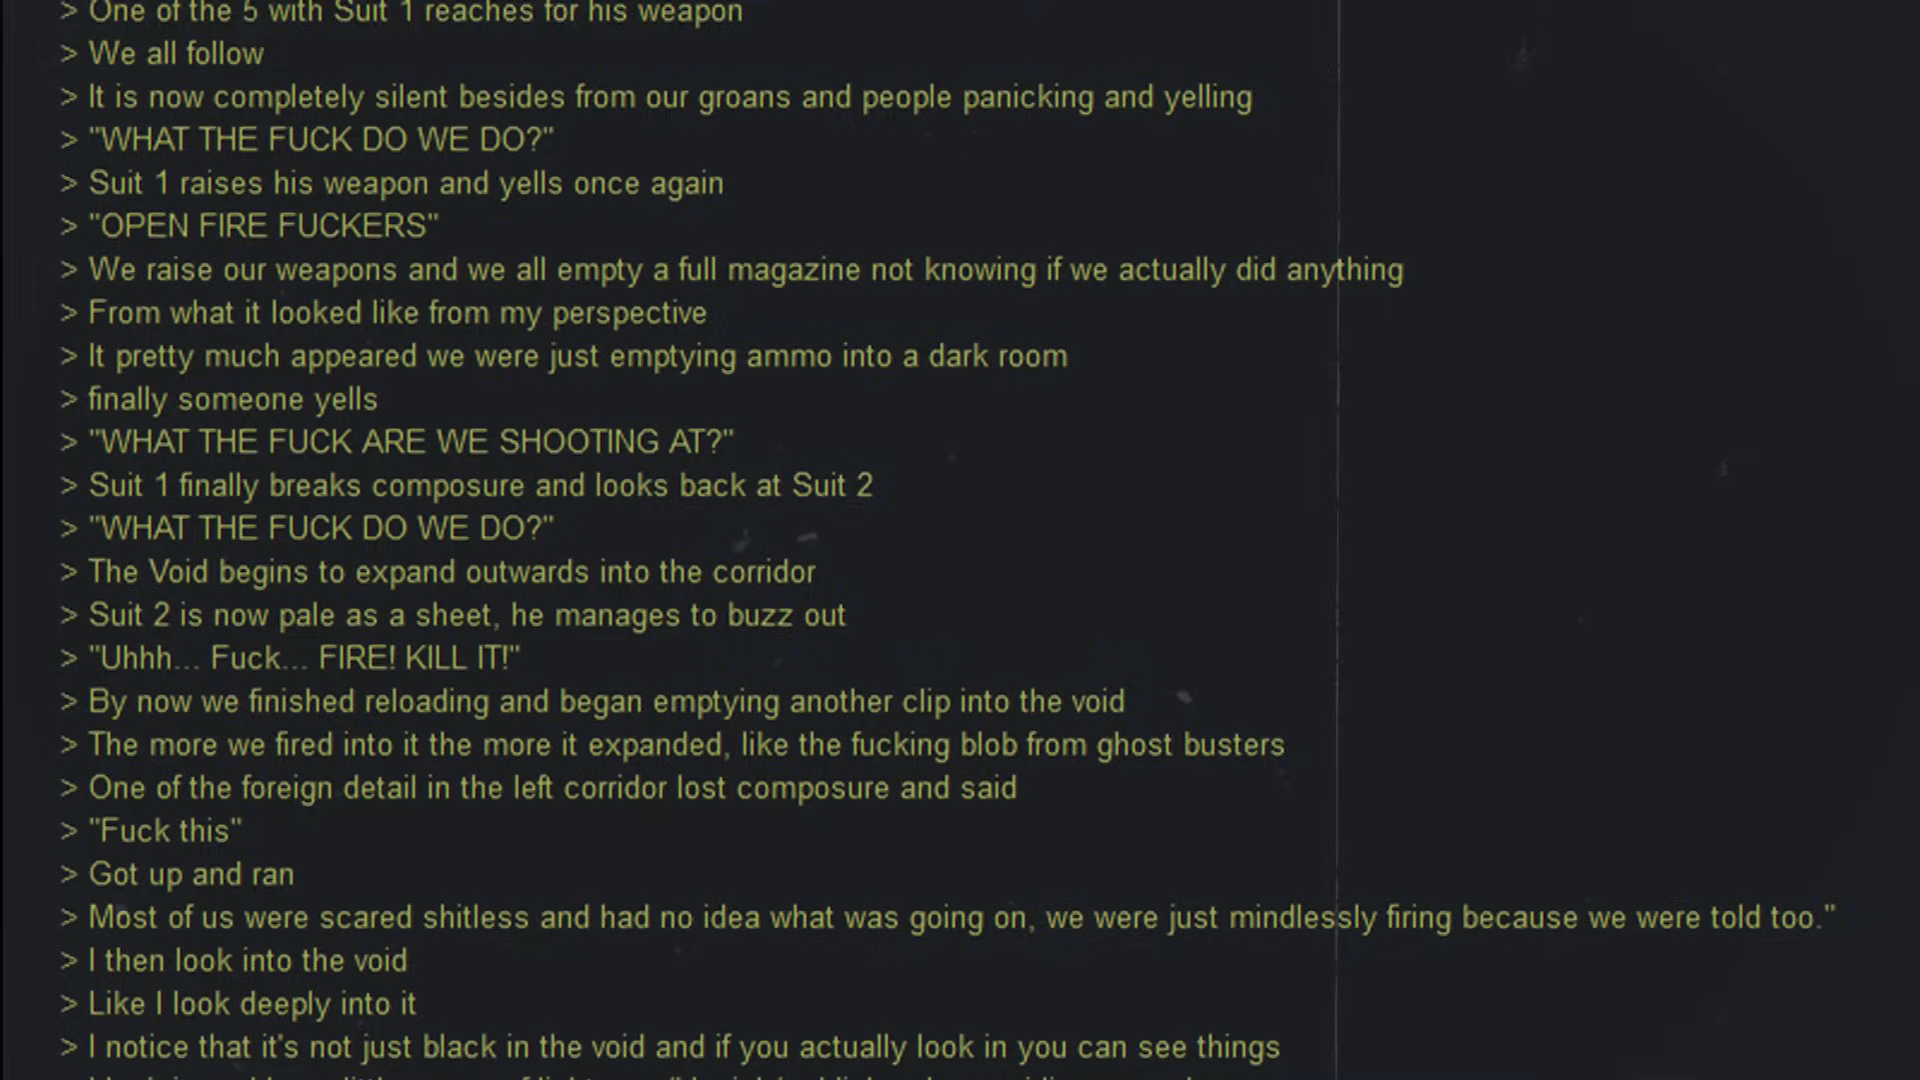 > One of the 5 with Suit 1 reaches for his weapon
> We all follow
> It is now completely silent besides from our groans and people panicking and yelling
> "WHAT THE FUCK DO WE DO?"
> Suit 1 raises his weapon and yells once again
> "OPEN FIRE FUCKERS"
> We raise our weapons and we all empty a full magazine not knowing if we actually did anything
> From what it looked like from my perspective
> It pretty much appeared we were just emptying ammo into a dark room
> finally someone yells
> "WHAT THE FUCK ARE WE SHOOTING AT?"
> Suit 1 finally breaks composure and looks back at Suit 2
> "WHAT THE FUCK DO WE DO?"
> The Void begins to expand outwards into the corridor
> Suit 2 is now pale as a sheet, he manages to buzz out
> "Uhhh... Fuck... FIRE! KILL IT!"
> By now we finished reloading and began emptying another clip into the void
> The more we fired into it the more it expanded, like the fucking blob from ghost busters
> One of the foreign detail in the left corridor lost composure and said
> "Fuck this"
> Got up and ran
> Most of us were scared shitless and had no idea what was going on, we were just mindlessly firing because we were told too."
> I then look into the void
> Like I look deeply into it
> I notice that it's not just black in the void and if you actually look in you can see things